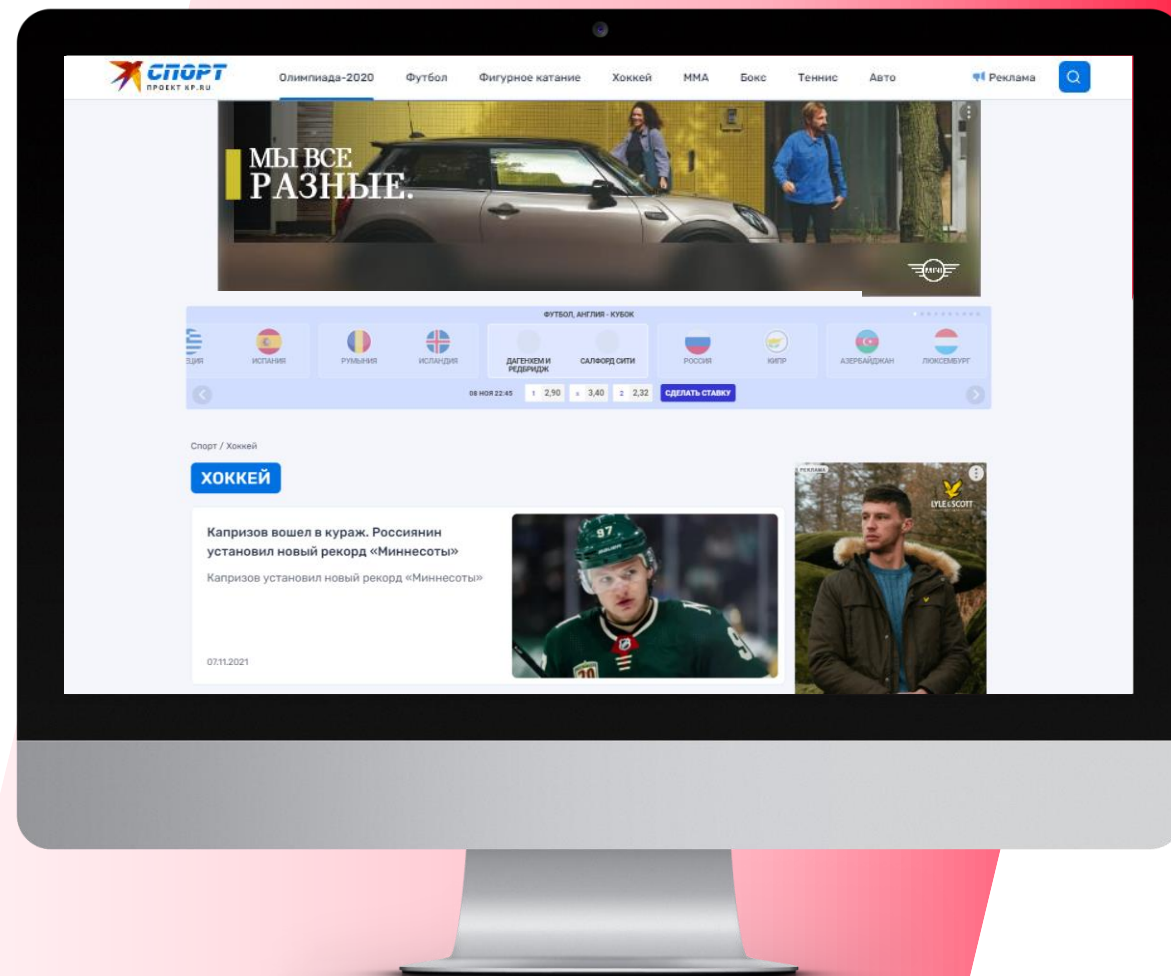 СПОРТ
ПРОЕКТ KP.RU
Олимпиада-2020 Футбол Фигурное катание Хоккей ММА Бокс Теннис Авто Реклама
МЫ ВСЕ
РАЗНЫЕ.
MINI
ФУТБОЛ, АНГЛИЯ - КУБОК
ЕЦИЯ ИСПАНИЯ РУМЫНИЯ ИСЛАНДИЯ ДАГЕНХЕМ И РЕДБРИДЖ САЛФОРД СИТИ РОССИЯ КИПР АЗЕРБАЙДЖАН ЛЮКСЕМБУРГ
08 НОЯ 22:45 1 2,90 x 3,40 2 2,32 СДЕЛАТЬ СТАВКУ
Спорт / Хоккей
ХОККЕЙ
РЕКЛАМА
LYLE & SCOTT
Капризов вошел в кураж. Россиянин
установил новый рекорд «Миннесоты»
Капризов установил новый рекорд «Миннесоты»
97
07.11.2021